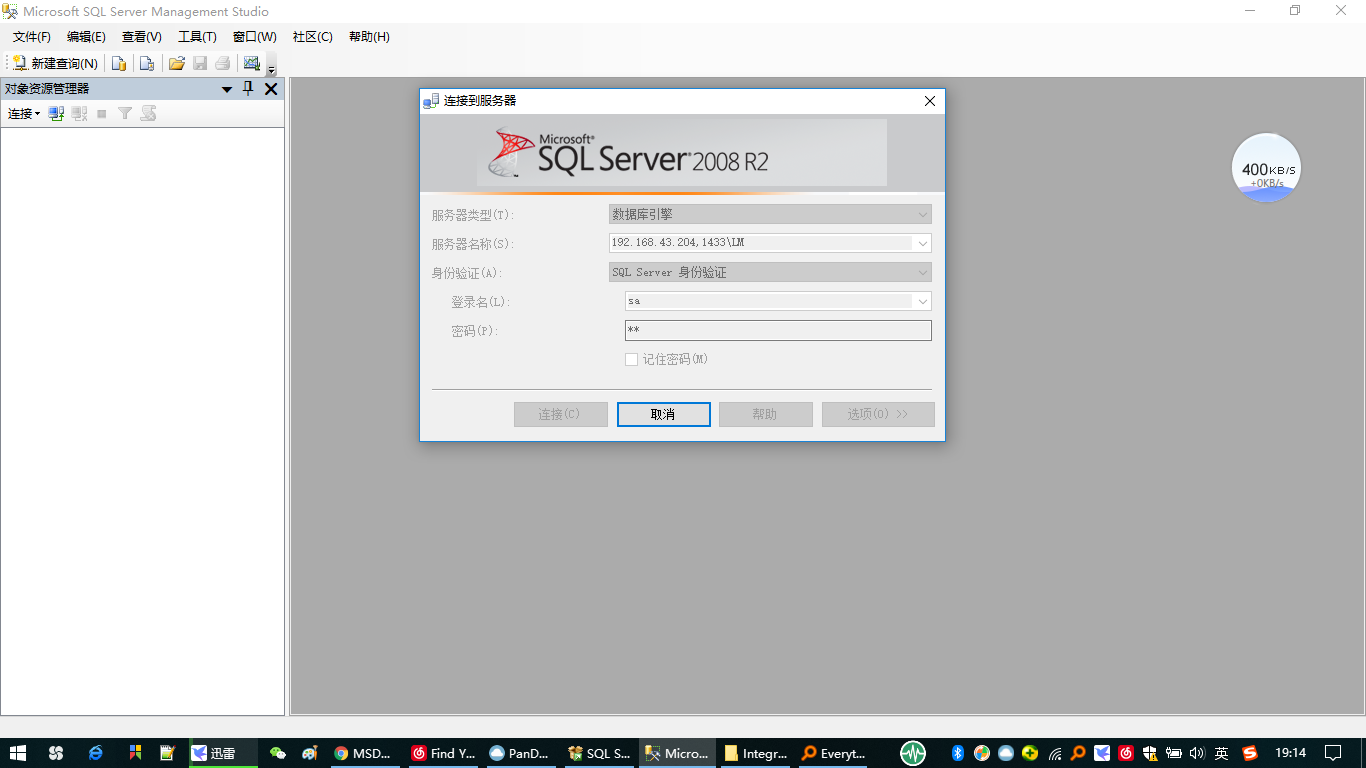 Microsoft SQL Server Management Studio
文件(F) 编辑(E) 查看(V) 工具(T) 窗口(W) 社区(C) 帮助(H)
新建查询(N)
对象资源管理器
连接
连接到服务器
Microsoft®
SQL Server® 2008 R2
服务器类型(T): 数据库引擎
服务器名称(S): 192.168.43.204,1433\LM
身份验证(A): SQL Server 身份验证
登录名(L): sa
密码(P): **
记住密码(M)
连接(C) 取消 帮助 选项(O) >>
400KB/S
+0KB/s
迅雷 MSD... Find Y... PanD... SQL S... Micro... Integr... Everyt... 英 19:14